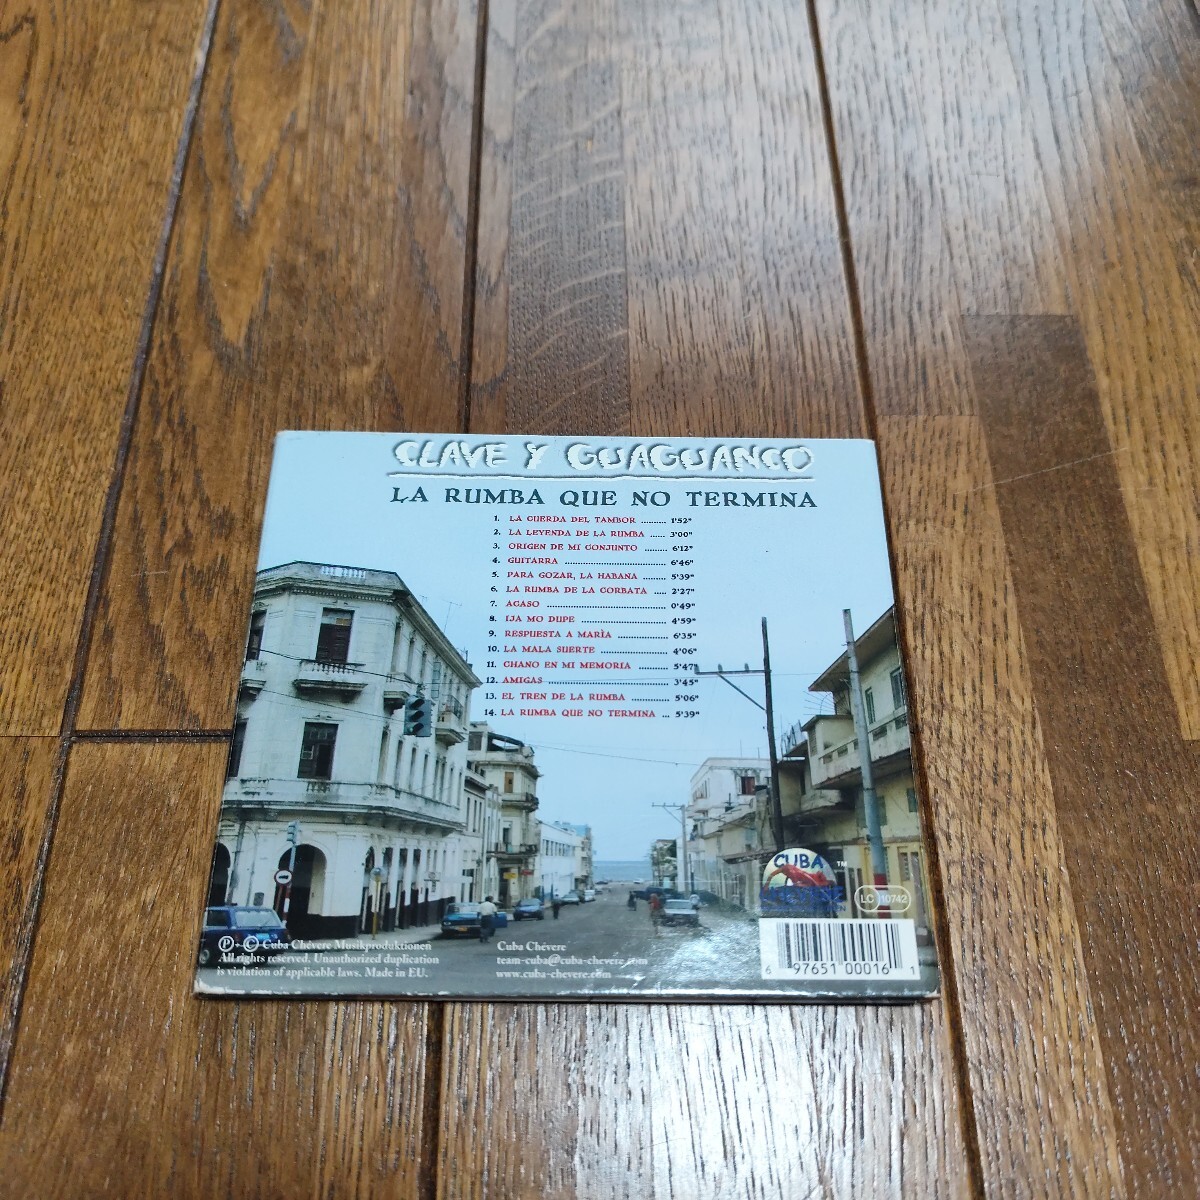 CLAVE Y GUAGUANCO
LA RUMBA QUE NO TERMINA
1. LA CUERDA DEL TAMBOR .......... 1'52"
2. LA LEYENDA DE LA RUMBA ...... 3'00"
3. ORIGEN DE MI CONJUNTO ......... 6'12"
4. GUITARRA ........................................ 6'46"
5. PARA GOZAR, LA HABANA ......... 5'39"
6. LA RUMBA DE LA CORBATA ..... 2'27"
7. ACASO ................................................ 0'49"
8. IJA MO DUPE .................................. 4'59"
9. RESPUESTA A MARÌA .................... 6'35"
10. LA MALA SUERTE ........................... 4'06"
11. CHANO EN MI MEMORIA ............ 5'47"
12. AMIGAS ................................................ 3'45"
13. EL TREN DE LA RUMBA ............... 5'06"
14. LA RUMBA QUE NO TERMINA ... 5'39"
CUBA
TM
LC 10742
Ⓟ + © Cuba Chévere Musikproduktionen
All rights reserved. Unauthorized duplication
is violation of applicable laws. Made in EU.
Cuba Chévere
team-cuba@cuba-chevere.com
www.cuba-chevere.com
6 97651 00016 1